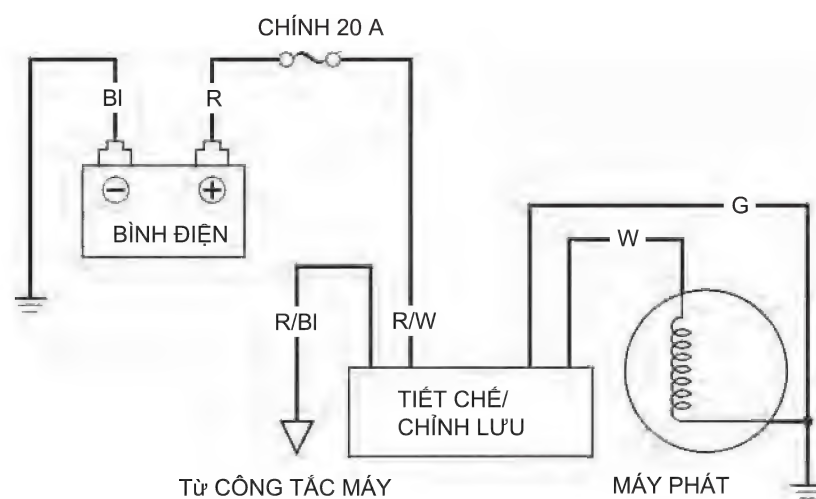 CHÍNH 20 A
Bl
R
BÌNH ĐIỆN
G
W
R/Bl
R/W
TIẾT CHẾ/
CHỈNH LƯU
Từ CÔNG TẮC MÁY
MÁY PHÁT